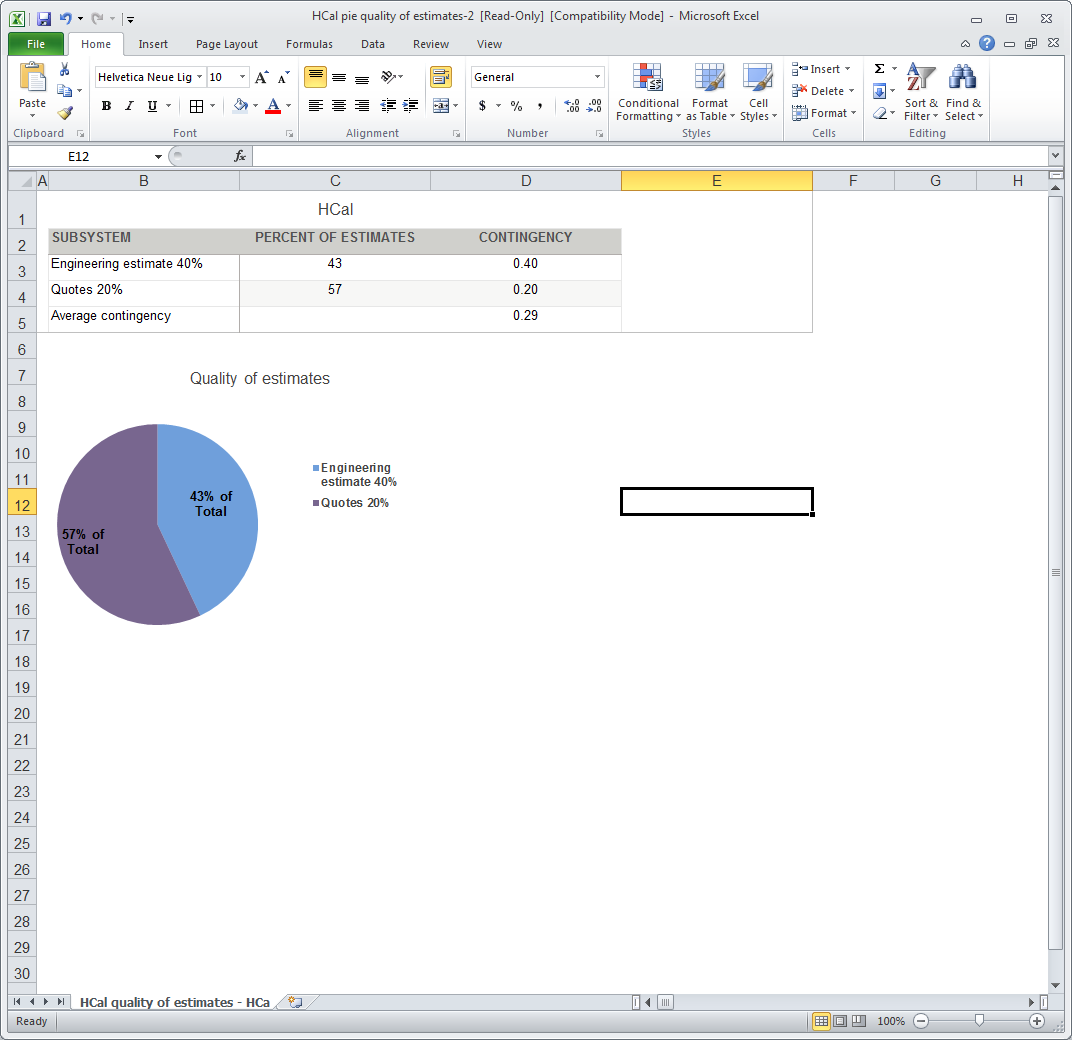 HCal pie quality of estimates-2  [Read-Only]  [Compatibility Mode]  -  Microsoft Excel
File Home Insert Page Layout Formulas Data Review View
Helvetica Neue Lig 10 A A General Insert Σ
Paste Delete
B I U A $ % , .0 .00 .00 .0 Conditional Formatting Format as Table Cell Styles Format Sort & Filter Find & Select
Clipboard Font Alignment Number Styles Cells Editing
E12 fx
A B C D E F G H
1 HCal
2 SUBSYSTEM PERCENT OF ESTIMATES CONTINGENCY
3 Engineering estimate 40% 43 0.40
4 Quotes 20% 57 0.20
5 Average contingency 0.29
6
7 Quality of estimates
8
9
10
11
12
13
14
15
16
17
18
19
20
21
22
23
24
25
26
27
28
29
30
Engineering
estimate 40%
Quotes 20%
43% of
Total
57% of
Total
HCal quality of estimates - HCa
Ready 100%